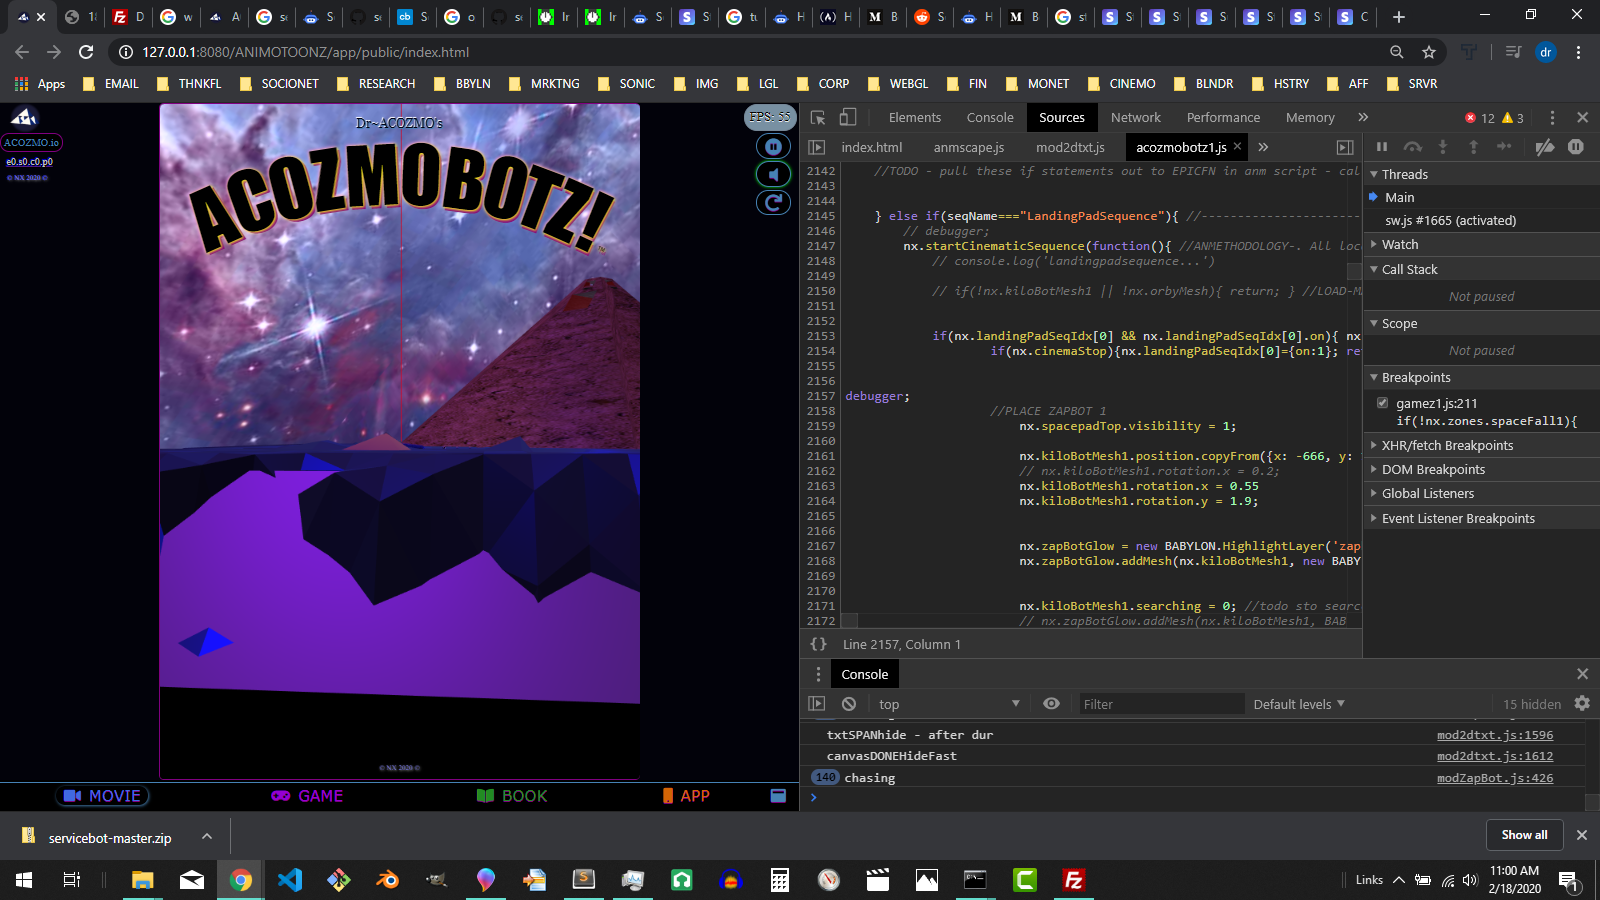 127.0.0.1:8080/ANIMOTOONZ/app/public/index.html
dr
Apps EMAIL THNKFL SOCIONET RESEARCH BBYLN MRKTNG SONIC IMG LGL CORP WEBGL FIN MONET CINEMO BLNDR HSTRY AFF SRVR
ACOZMO.io
e0.s0.c0.p0
© NX 2020 ©
Dr~ACOZMO's
ACOZMOBOTZ!
FPS: 55
© NX 2020 ©
MOVIE GAME BOOK APP
Elements Console Sources Network Performance Memory » 12 3
index.html anmscape.js mod2dtxt.js acozmobotz1.js »
2142 //TODO - pull these if statements out to EPICFN in anm script - cal
2143
2144
2145 } else if(seqName==="LandingPadSequence"){ //----------------------
2146 // debugger;
2147 nx.startCinematicSequence(function(){ //ANMETHODOLOGY-. All loc
2148 // console.log('landingpadsequence...')
2149
2150 // if(!nx.kiloBotMesh1 || !nx.orbyMesh){ return; } //LOAD-M
2151
2152
2153 if(nx.landingPadSeqIdx[0] && nx.landingPadSeqIdx[0].on){ nx
2154 if(nx.cinemaStop){nx.landingPadSeqIdx[0]={on:1}; re
2155
2156
2157 debugger;
2158 //PLACE ZAPBOT 1
2159 nx.spacepadTop.visibility = 1;
2160
2161 nx.kiloBotMesh1.position.copyFrom({x: -666, y:
2162 // nx.kiloBotMesh1.rotation.x = 0.2;
2163 nx.kiloBotMesh1.rotation.x = 0.55
2164 nx.kiloBotMesh1.rotation.y = 1.9;
2165
2166
2167 nx.zapBotGlow = new BABYLON.HighlightLayer('zap
2168 nx.zapBotGlow.addMesh(nx.kiloBotMesh1, new BABY
2169
2170
2171 nx.kiloBotMesh1.searching = 0; //todo sto searc
2172 // nx.zapBotGlow.addMesh(nx.kiloBotMesh1, BAB
{} Line 2157, Column 1
Threads
Main
sw.js #1665 (activated)
Watch
Call Stack
Not paused
Scope
Not paused
Breakpoints
gamez1.js:211
if(!nx.zones.spaceFall1){
XHR/fetch Breakpoints
DOM Breakpoints
Global Listeners
Event Listener Breakpoints
Console
top Filter Default levels 15 hidden
txtSPANhide - after dur mod2dtxt.js:1596
canvasDONEHideFast mod2dtxt.js:1612
140 chasing modZapBot.js:426
servicebot-master.zip
Show all
Links
11:00 AM
2/18/2020
1